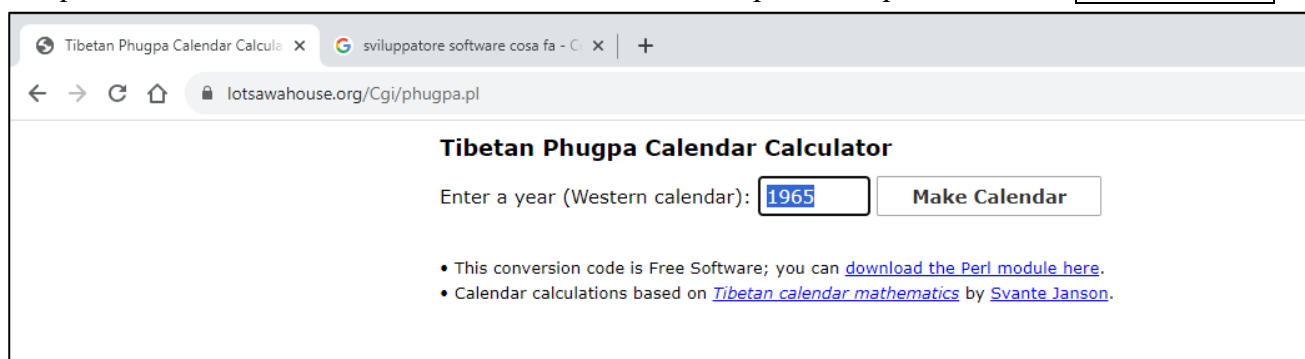 Tibetan Phugpa Calendar Calcula
sviluppatore software cosa fa - C
lotsawahouse.org/Cgi/phugpa.pl
Tibetan Phugpa Calendar Calculator
Enter a year (Western calendar): 1965 Make Calendar
• This conversion code is Free Software; you can download the Perl module here.
• Calendar calculations based on Tibetan calendar mathematics by Svante Janson.